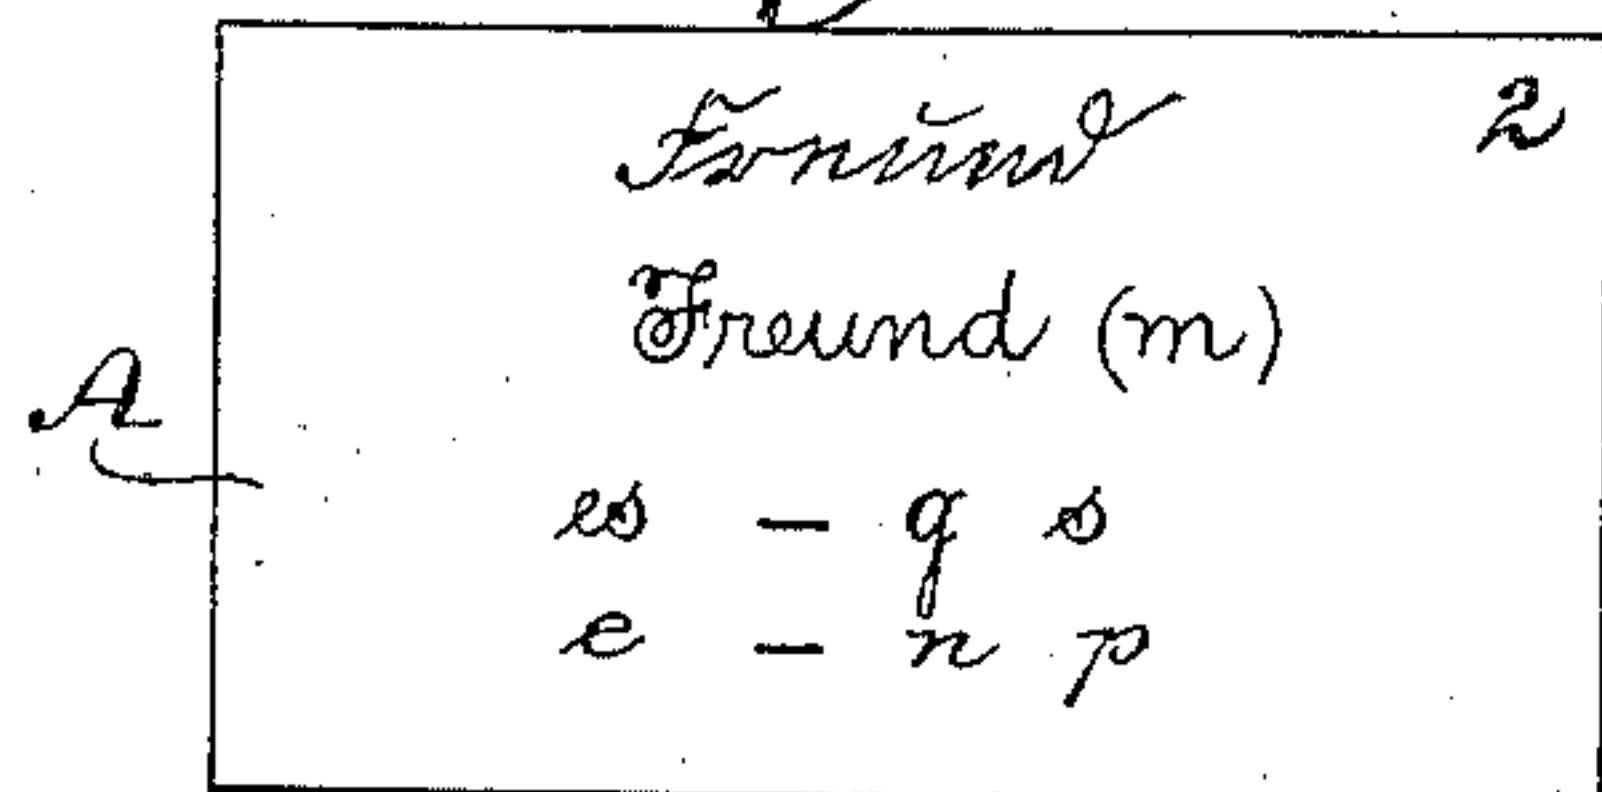 Freund 2
Freund (m)
A
es – g s
e – n p